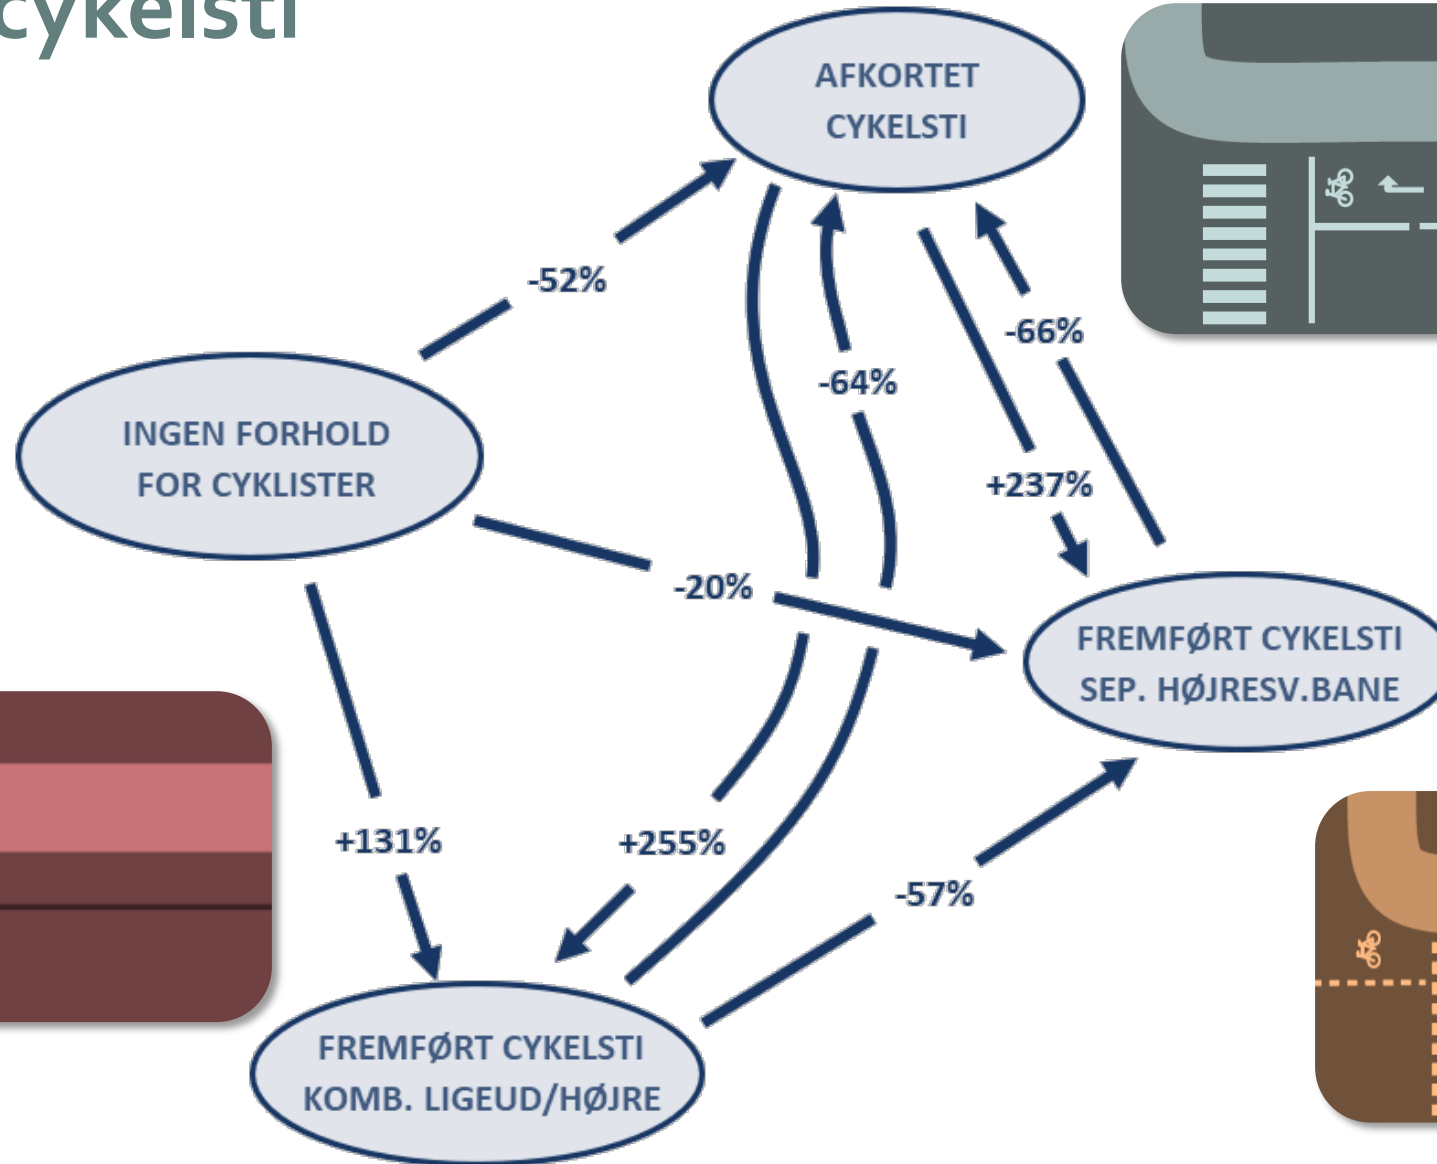 cykelsti
AFKORTET
CYKELSTI
-52%
-66%
-64%
INGEN FORHOLD
FOR CYKLISTER
+237%
-20%
FREMFØRT CYKELSTI
SEP. HØJRESV.BANE
+131%
+255%
-57%
FREMFØRT CYKELSTI
KOMB. LIGEUD/HØJRE